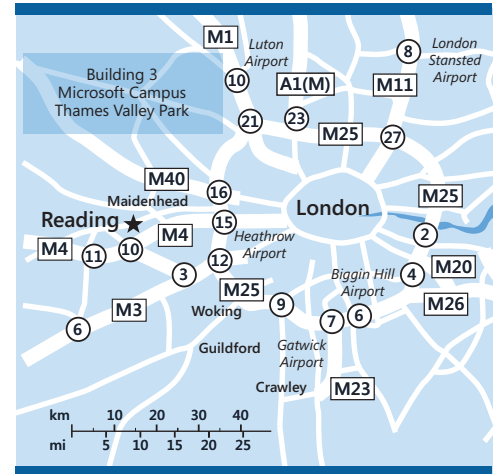 M1
Luton
Airport
8
London
Stansted
Airport
Building 3
Microsoft Campus
Thames Valley Park
10
A1(M)
M11
21
23
M25
27
M40
16
M25
Maidenhead
Reading
15
London
M4
M4
Heathrow
Airport
2
11
10
12
3
Biggin Hill
Airport
4
M20
M25
M26
M3
Woking
9
6
7
6
Guildford
Gatwick
Airport
Crawley
M23
km 10 20 30 40
mi 5 10 15 20 25